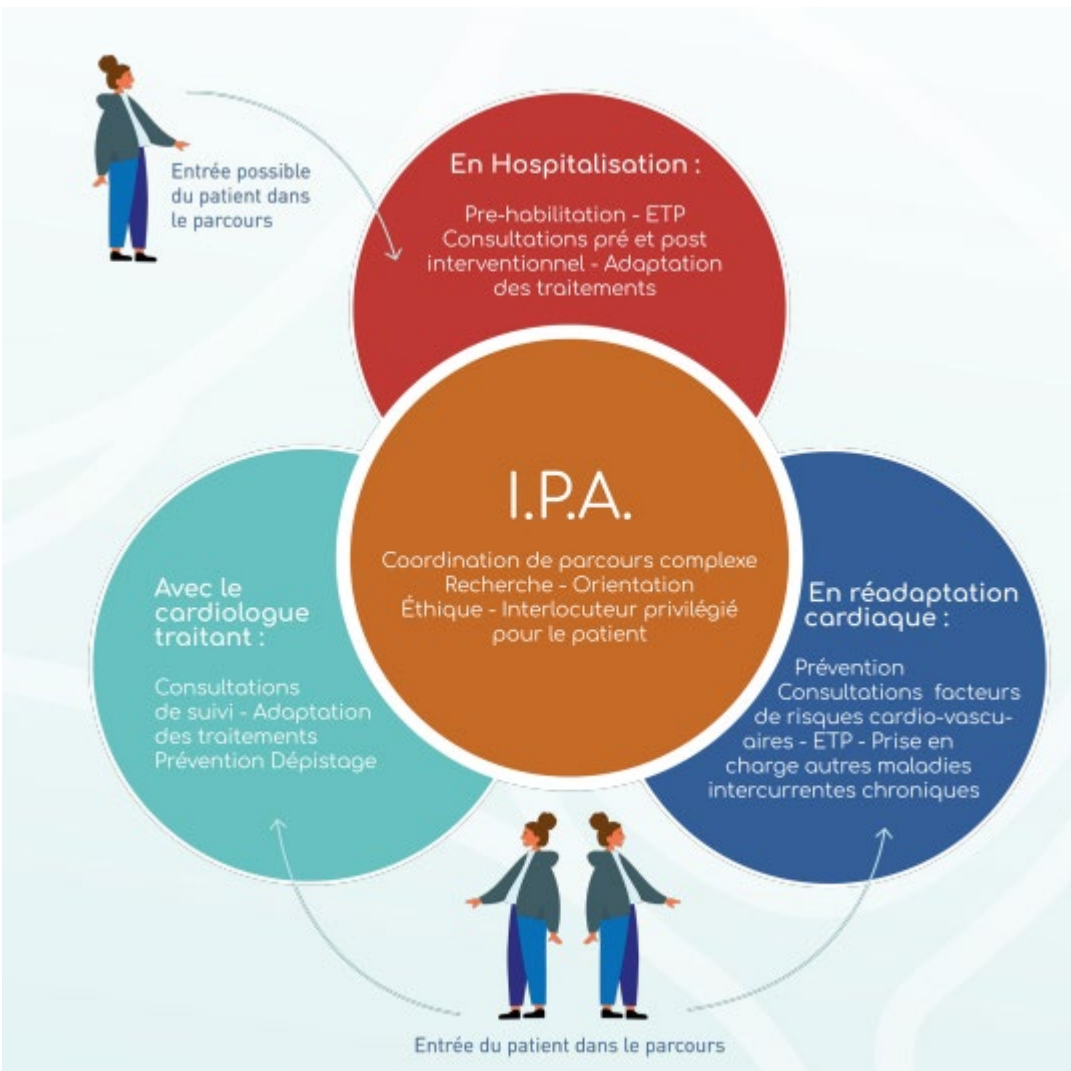 Entrée possible
du patient dans
le parcours
En Hospitalisation :
Pre-habilitation - ETP
Consultations pré et post
interventionnel - Adaptation
des traitements
I.P.A.
Coordination de parcours complexe
Recherche - Orientation
Éthique - Interlocuteur privilégié
pour le patient
Avec le
cardiologue
traitant :
Consultations
de suivi - Adaptation
des traitements
Prévention Dépistage
En réadaptation
cardiaque :
Prévention
Consultations facteurs
de risques cardio-vascu-
aires - ETP - Prise en
charge autres maladies
intercurrentes chroniques
Entrée du patient dans le parcours